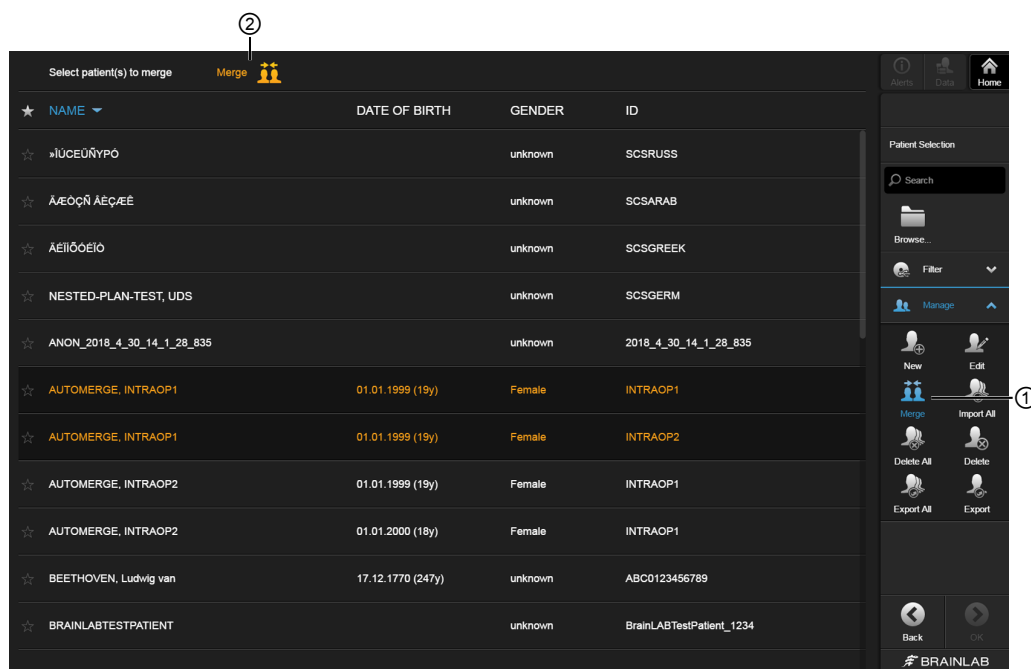 ②
Select patient(s) to merge Merge
Alerts Data Home
★ NAME DATE OF BIRTH GENDER ID
»ÏÚCEÜÑYPÓ unknown SCSRUSS
ÄÆÒÇÑ ÂÈÇÆÊ unknown SCSARAB
ÄÉÏÌÕÓÉÏÒ unknown SCSGREEK
NESTED-PLAN-TEST, UDS unknown SCSGERM
ANON_2018_4_30_14_1_28_835 unknown 2018_4_30_14_1_28_835
AUTOMERGE, INTRAOP1 01.01.1999 (19y) Female INTRAOP1
AUTOMERGE, INTRAOP1 01.01.1999 (19y) Female INTRAOP2
AUTOMERGE, INTRAOP2 01.01.1999 (19y) Female INTRAOP1
AUTOMERGE, INTRAOP2 01.01.2000 (18y) Female INTRAOP1
BEETHOVEN, Ludwig van 17.12.1770 (247y) unknown ABC0123456789
BRAINLABTESTPATIENT unknown BrainLABTestPatient_1234
Patient Selection
Search
Browse...
Filter
Manage
New Edit
①
Merge Import All
Delete All Delete
Export All Export
Back OK
BRAINLAB